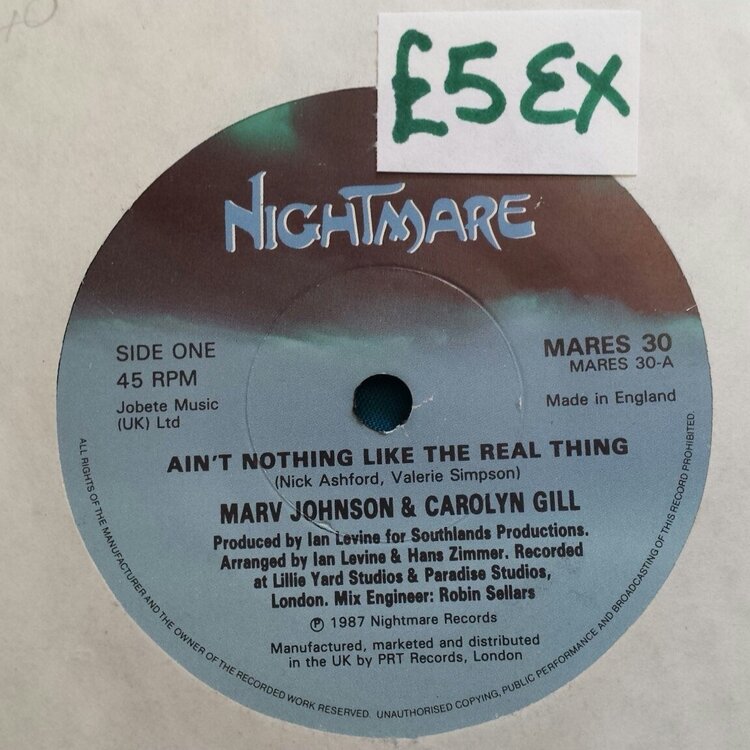 £5 EX
NIGHTMARE
SIDE ONE
45 RPM
Jobete Music
(UK) Ltd
MARES 30
MARES 30-A
Made in England
AIN'T NOTHING LIKE THE REAL THING
(Nick Ashford, Valerie Simpson)
MARV JOHNSON & CAROLYN GILL
Produced by Ian Levine for Southlands Productions.
Arranged by Ian Levine & Hans Zimmer. Recorded
at Lillie Yard Studios & Paradise Studios,
London. Mix Engineer: Robin Sellars
℗ 1987 Nightmare Records
Manufactured, marketed and distributed
in the UK by PRT Records, London
ALL RIGHTS OF THE MANUFACTURER AND THE OWNER OF THE RECORDED WORK RESERVED. UNAUTHORISED COPYING, PUBLIC PERFORMANCE AND BROADCASTING OF THIS RECORD PROHIBITED.